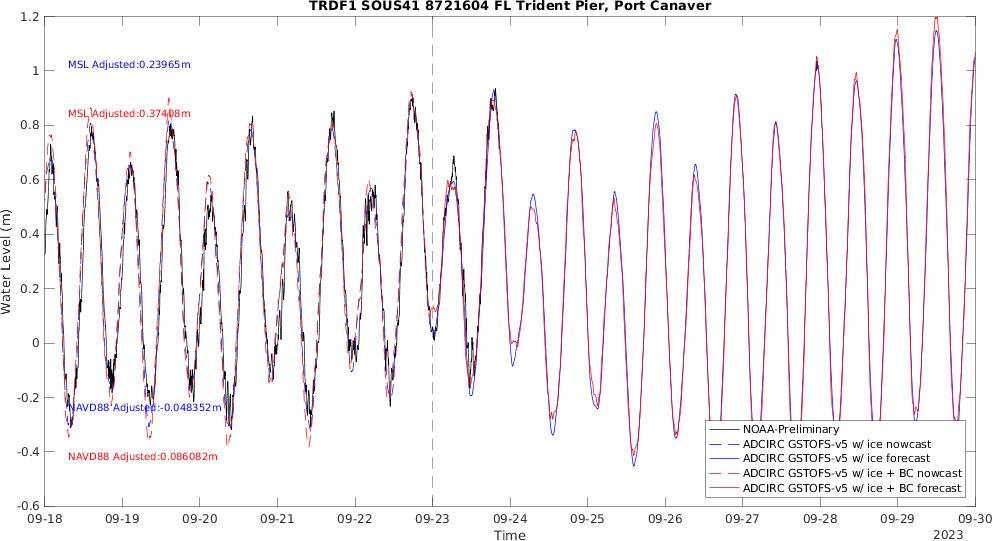 TRDF1 SOUS41 8721604 FL Trident Pier, Port Canaver
1.2
1
0.8
0.6
0.4
0.2
0
-0.2
-0.4
-0.6
Water Level (m)
MSL Adjusted:0.23965m
MSL Adjusted:0.37408m
NAVD88 Adjusted:-0.048352m
NAVD88 Adjusted:0.086082m
NOAA-Preliminary
ADCIRC GSTOFS-v5 w/ ice nowcast
ADCIRC GSTOFS-v5 w/ ice forecast
ADCIRC GSTOFS-v5 w/ ice + BC nowcast
ADCIRC GSTOFS-v5 w/ ice + BC forecast
09-18 09-19 09-20 09-21 09-22 09-23 09-24 09-25 09-26 09-27 09-28 09-29 09-30
Time
2023